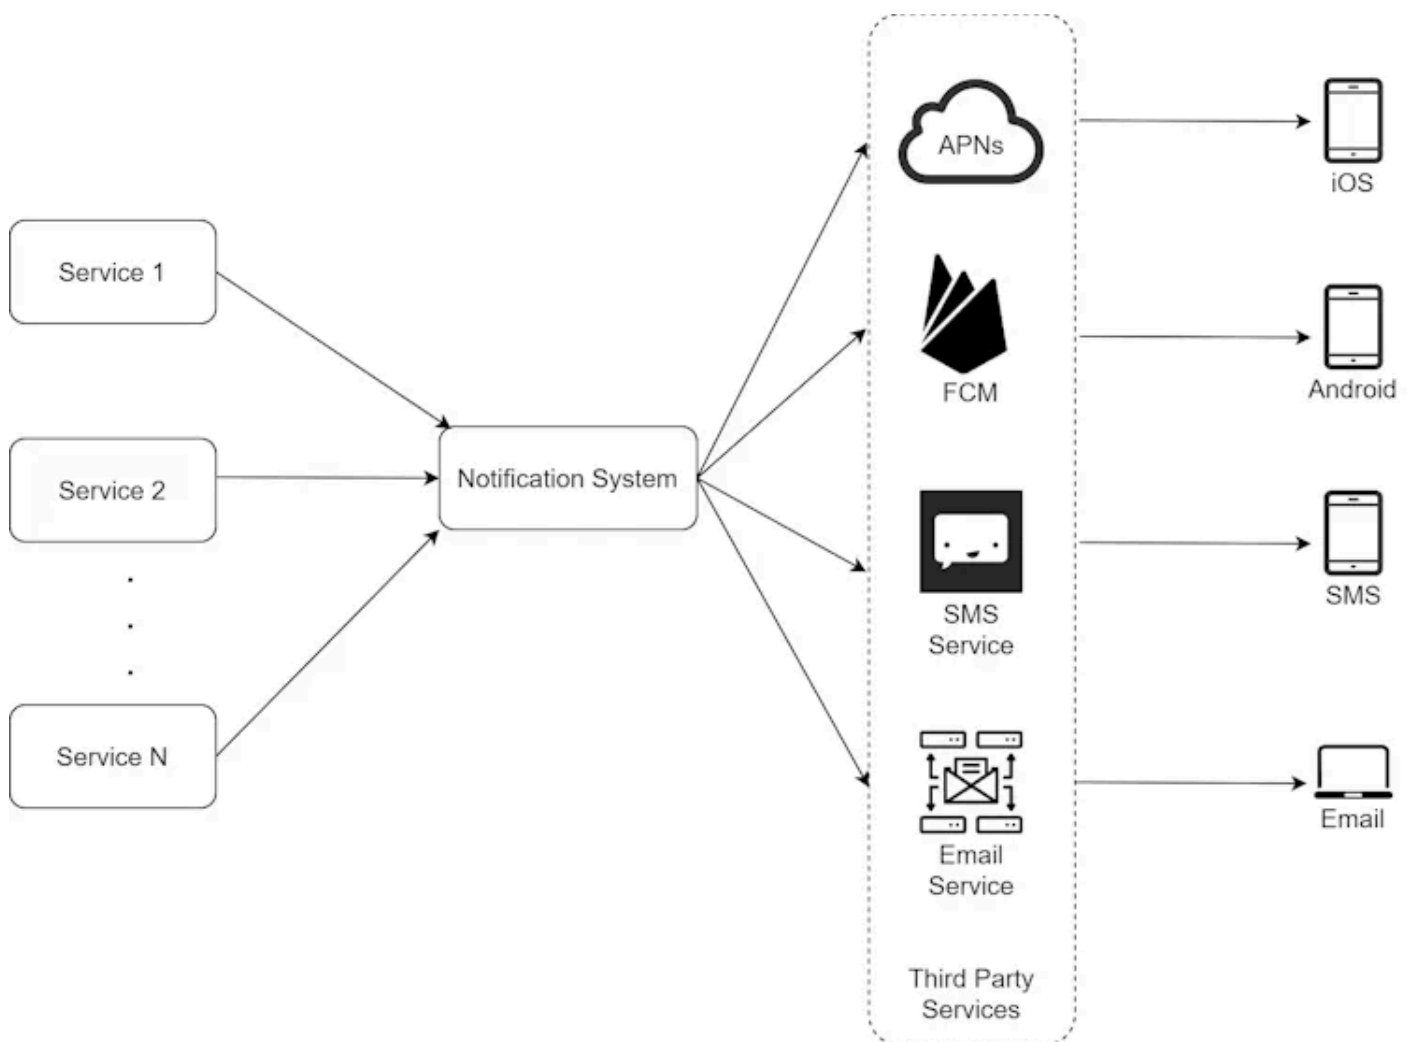 APNs
iOS
Service 1
FCM
Android
Notification System
Service 2
SMS
Service
SMS
Service N
Email
Service
Email
Third Party
Services